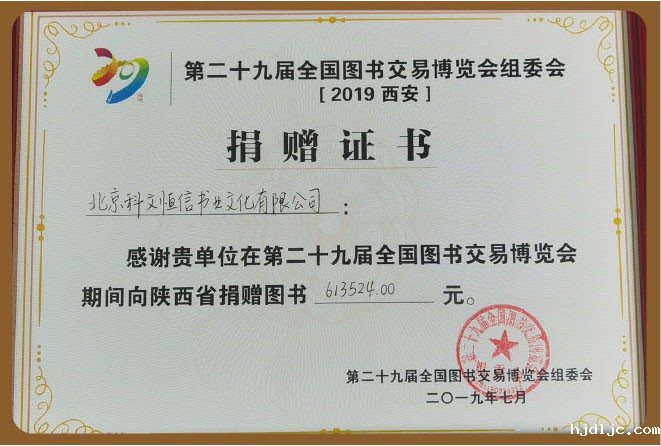 第二十九届全国图书交易博览会组委会
[2019 西安]
捐赠证书
北京科文恒信书业文化有限公司：
感谢贵单位在第二十九届全国图书交易博览会
期间向陕西省捐赠图书 613524.00 元。
第二十九届全国图书交易博览会组委会
二〇一九年七月
hjdljc.com